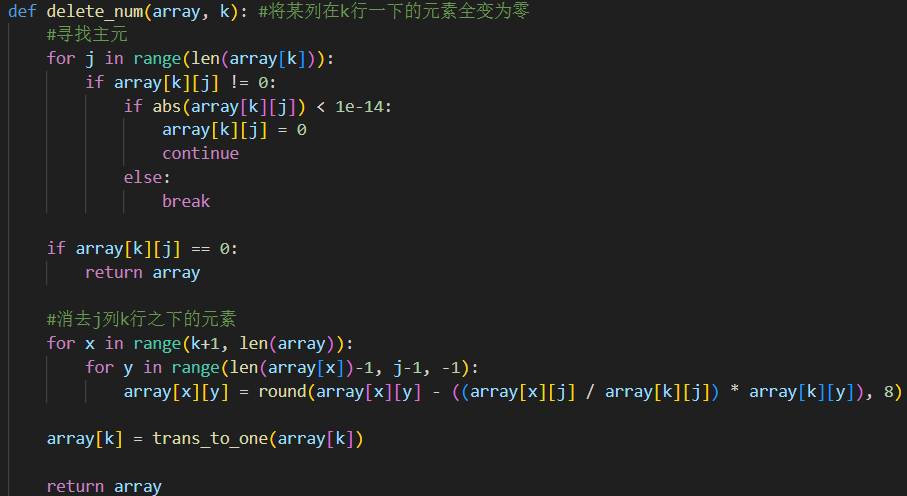 def delete_num(array, k): #将某列在k行一下的元素全变为零
    #寻找主元
    for j in range(len(array[k])):
        if array[k][j] != 0:
            if abs(array[k][j]) < 1e-14:
                array[k][j] = 0
                continue
            else:
                break
    if array[k][j] == 0:
        return array
    #消去j列k行之下的元素
    for x in range(k+1, len(array)):
        for y in range(len(array[x])-1, j-1, -1):
            array[x][y] = round(array[x][y] - ((array[x][j] / array[k][j]) * array[k][y]), 8)
    array[k] = trans_to_one(array[k])
    return array